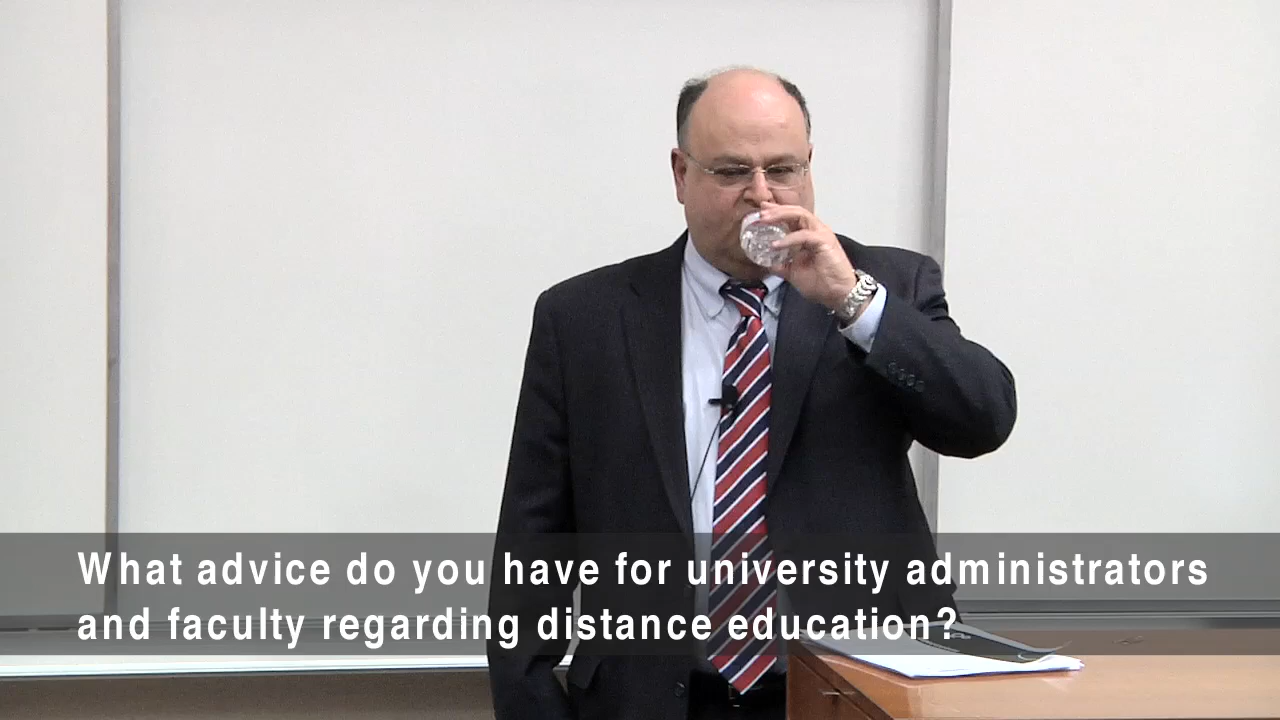 What advice do you have for university administrators
and faculty regarding distance education?